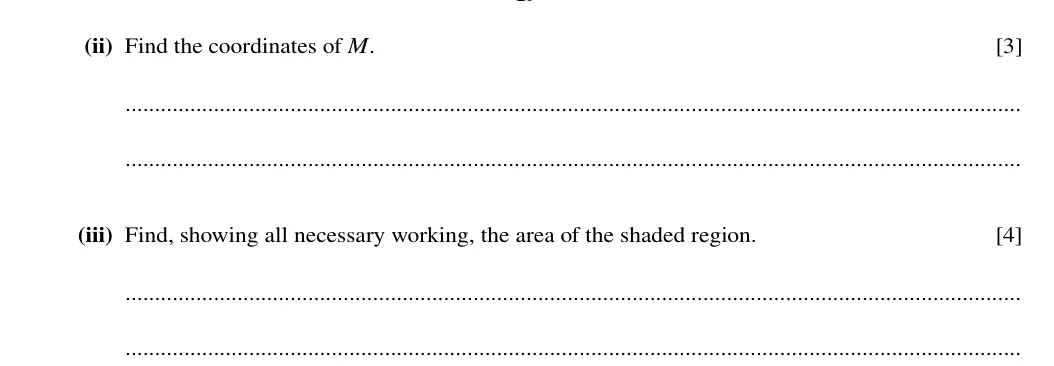 (ii) Find the coordinates of M. [3]
................................................................................
................................................................................
(iii) Find, showing all necessary working, the area of the shaded region. [4]
................................................................................
................................................................................